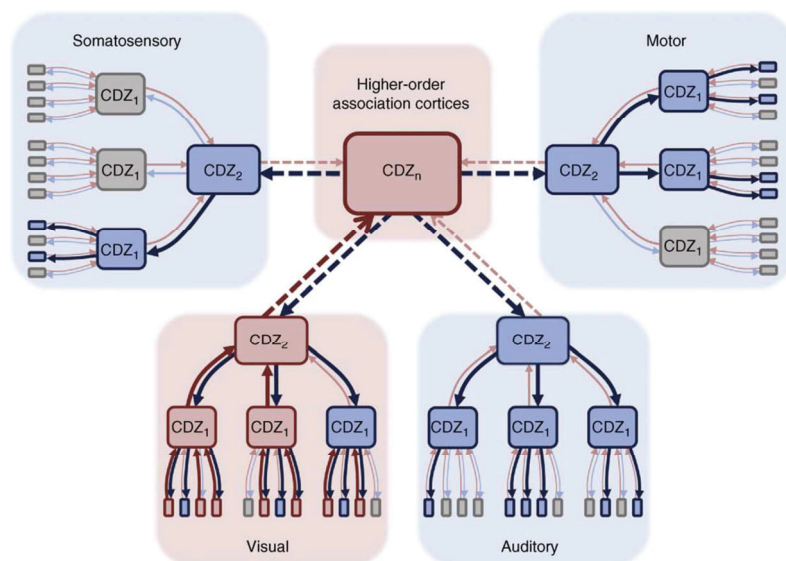 Somatosensory
Higher-order
association cortices
Motor
CDZ1
CDZ1
CDZ1
CDZ2
CDZn
CDZ2
CDZ1
CDZ1
CDZ1
CDZ2
CDZ1
CDZ1
CDZ1
Visual
CDZ2
CDZ1
CDZ1
CDZ1
Auditory